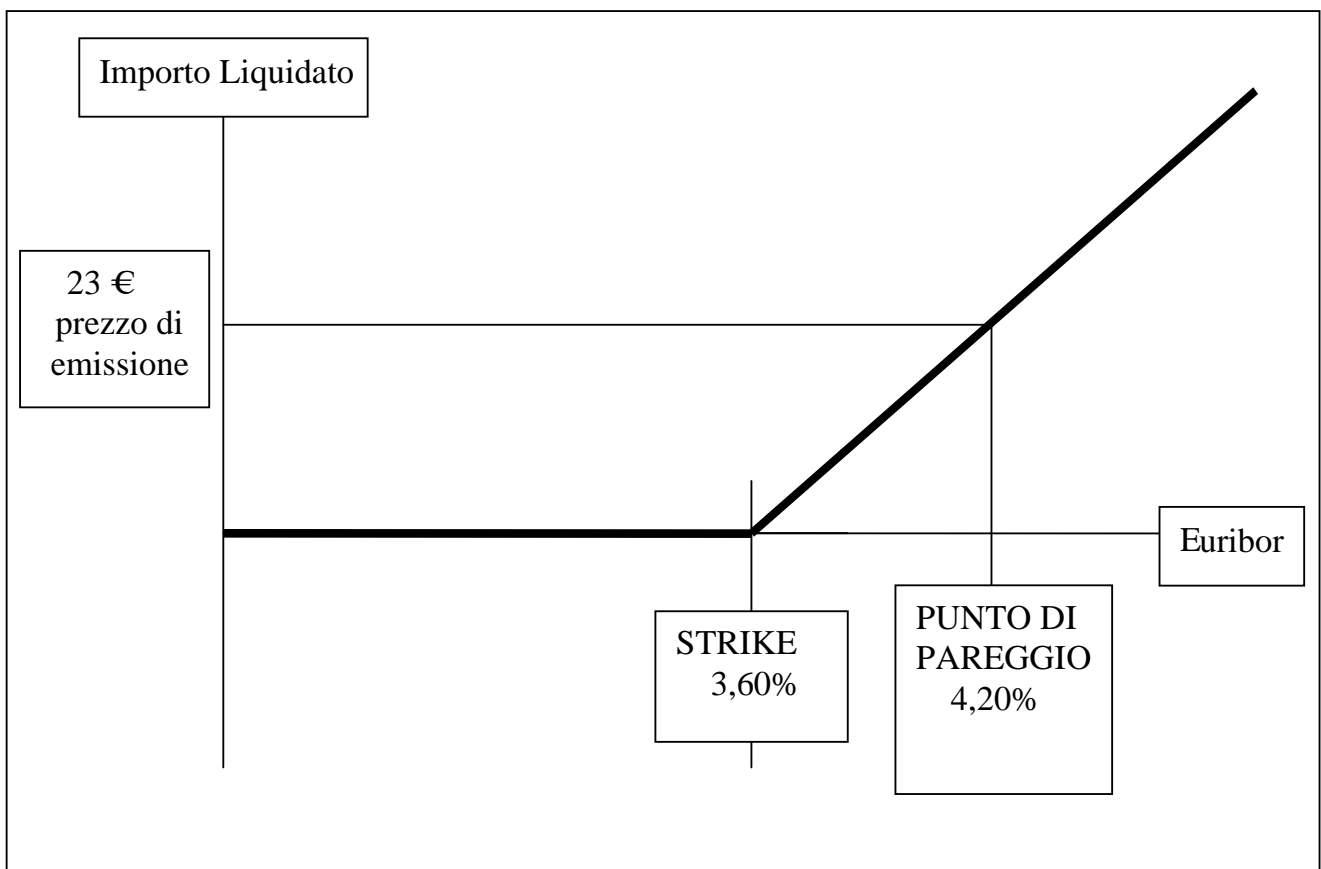 Importo Liquidato
23 €
prezzo di
emissione
Euribor
STRIKE
3,60%
PUNTO DI
PAREGGIO
4,20%